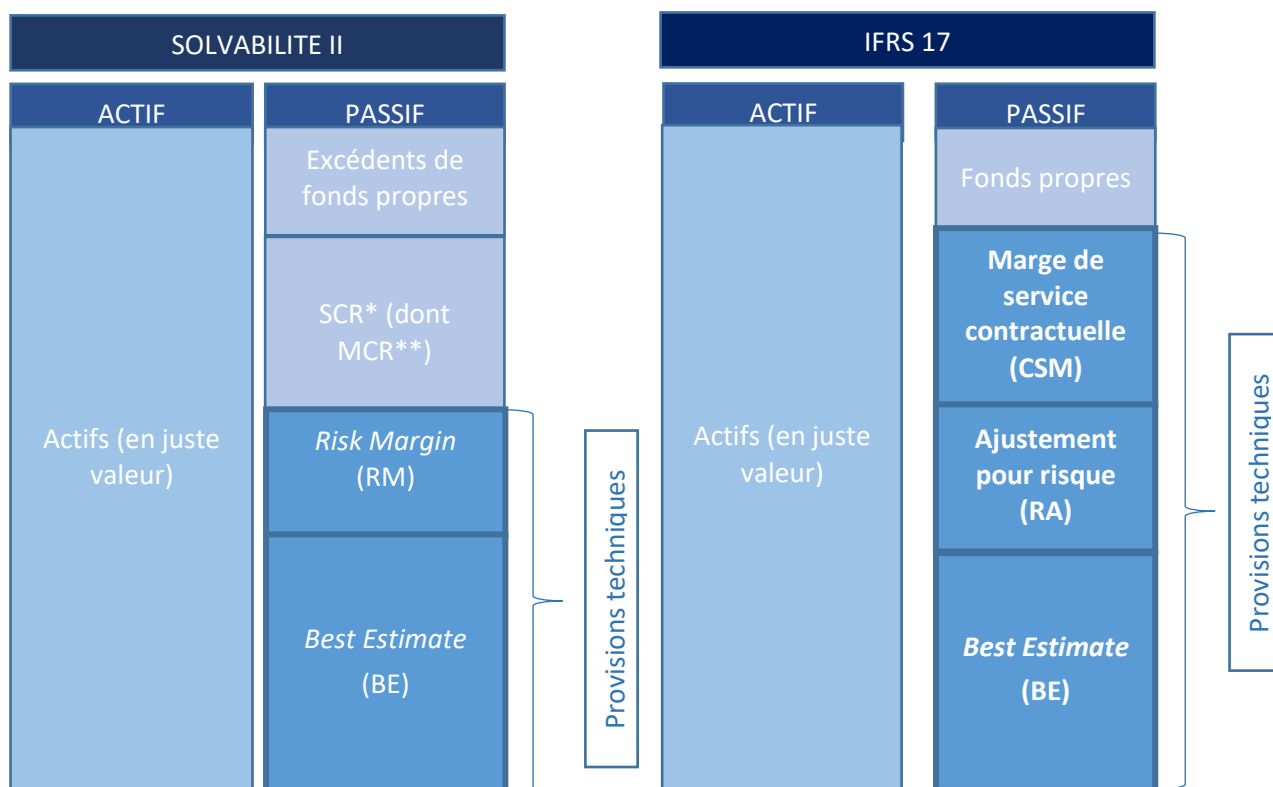 SOLVABILITE II
ACTIF
PASSIF
Actifs (en juste
valeur)
Excédents de
fonds propres
SCR* (dont
MCR**)
Risk Margin
(RM)
Best Estimate
(BE)
Provisions techniques
IFRS 17
ACTIF
PASSIF
Actifs (en juste
valeur)
Fonds propres
Marge de
service
contractuelle
(CSM)
Ajustement
pour risque
(RA)
Best Estimate
(BE)
Provisions techniques